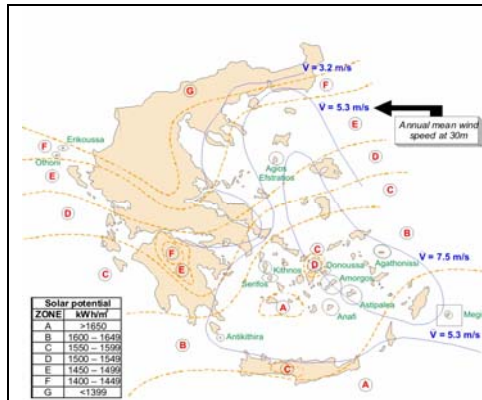 V= 3.2 m/s
G
F
V = 5.3 m/s
Annual mean wind
speed at 30m
E
F
Erikoussa
Othoni
E
Agios
Efstratios
D
C
D
B
C
F
E
C
D
Donoussa
Agathonissi
V = 7.5 m/s
Kithnos
Amorgos
Serifos
A
Astipalea
Anafi
Megi
V = 5.3 m/s
Antikithira
B
C
A
Solar potential
ZONE kWh/m²
A >1650
B 1600 – 1649
C 1550 – 1599
D 1500 – 1549
E 1450 – 1499
F 1400 – 1449
G <1399